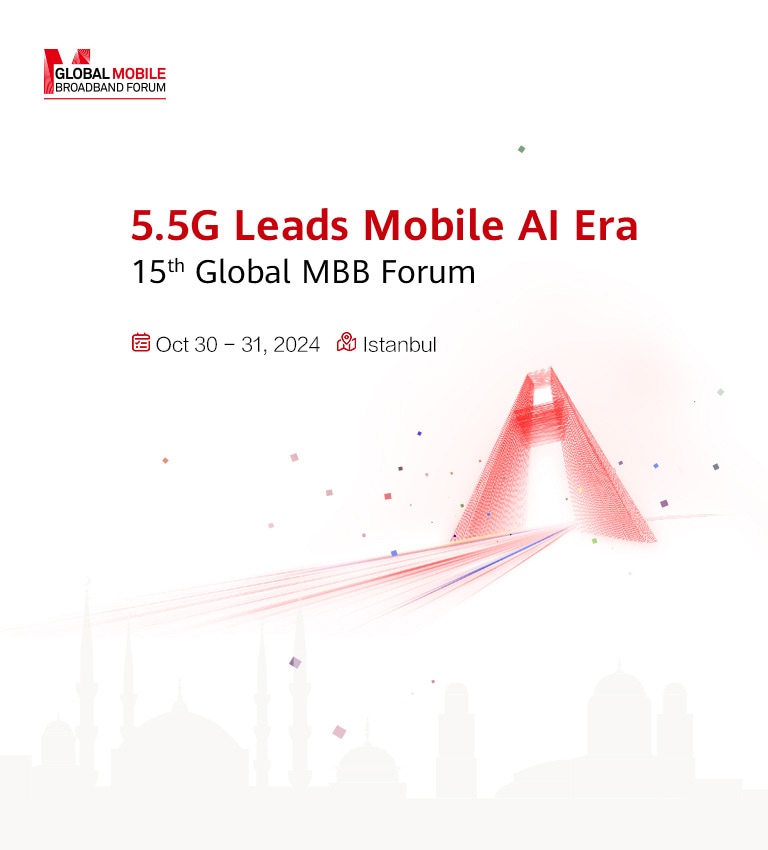 GLOBAL MOBILE
BROADBAND FORUM
5.5G Leads Mobile AI Era
15th Global MBB Forum
Oct 30 – 31, 2024 Istanbul